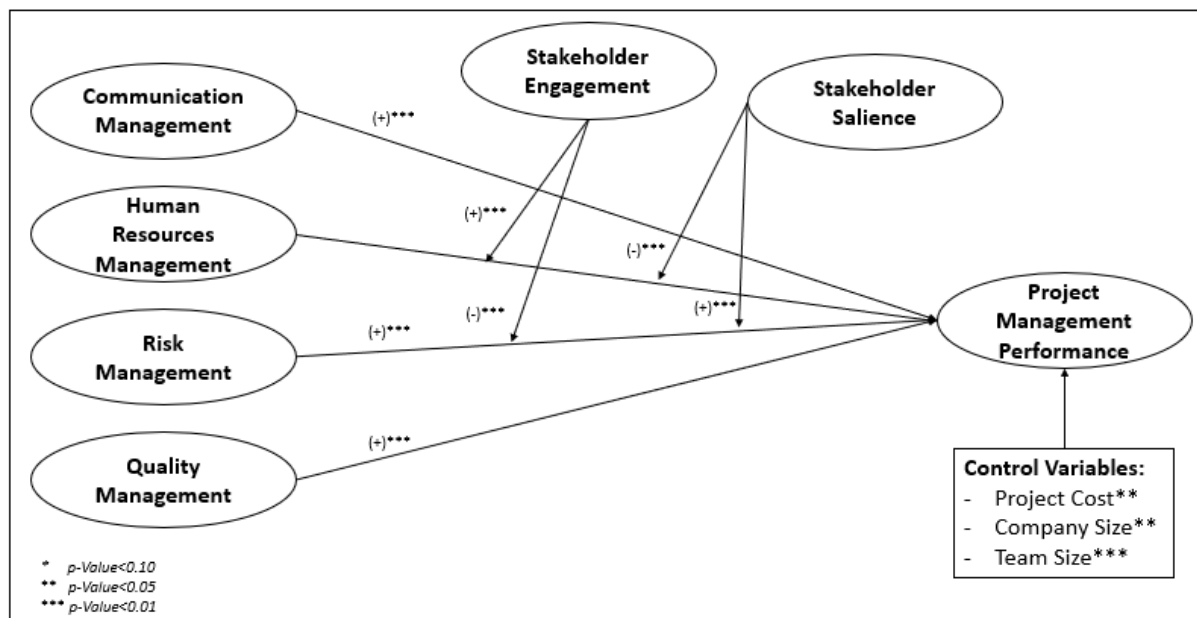 Communication
Management
Stakeholder
Engagement
Stakeholder
Salience
(+)***
Human
Resources
Management
(+)***
(-)***
Risk
Management
(+)***
(-)***
(+)***
Project
Management
Performance
Quality
Management
(+)***
Control Variables:
- Project Cost**
- Company Size**
- Team Size***
* p-Value<0.10
** p-Value<0.05
*** p-Value<0.01